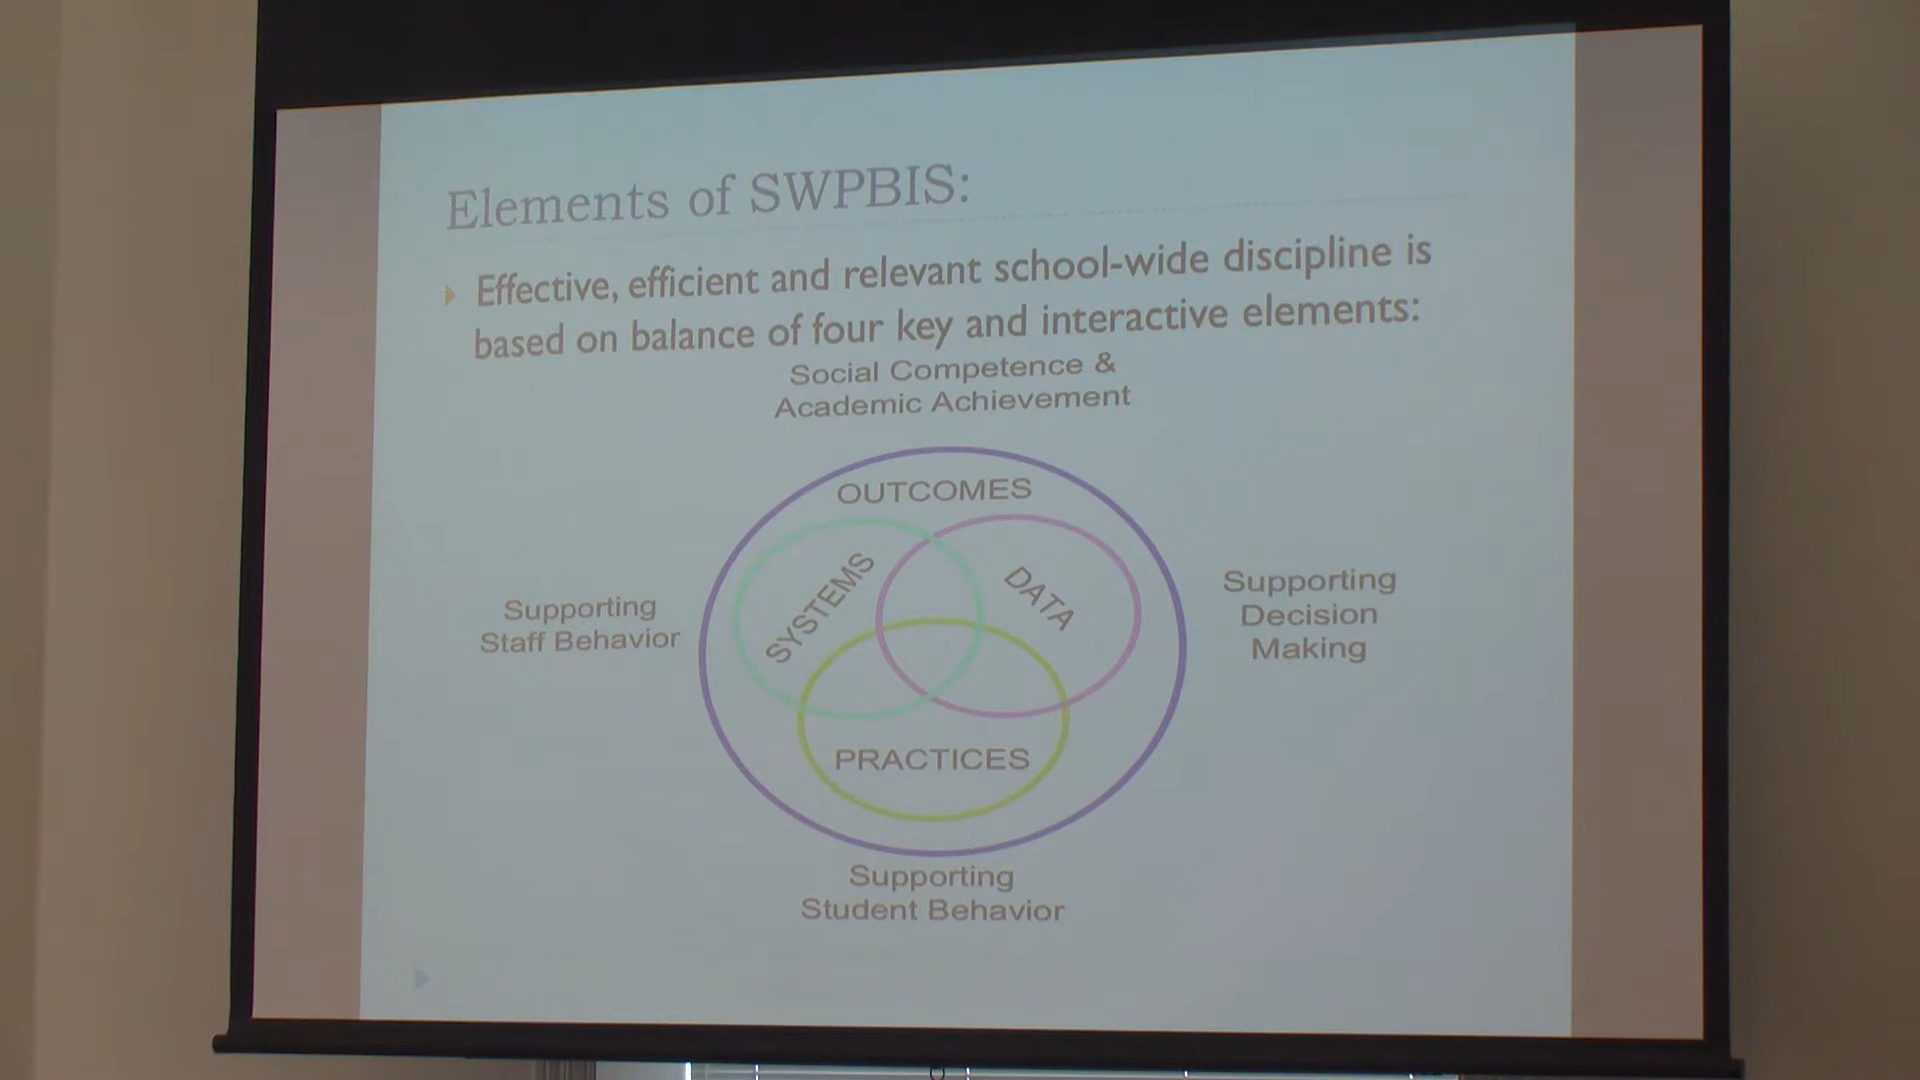 Elements of SWPBIS:
Effective, efficient and relevant school-wide discipline is
based on balance of four key and interactive elements:
Social Competence &
Academic Achievement
OUTCOMES
SYSTEMS
DATA
Supporting
Staff Behavior
Supporting
Decision
Making
PRACTICES
Supporting
Student Behavior